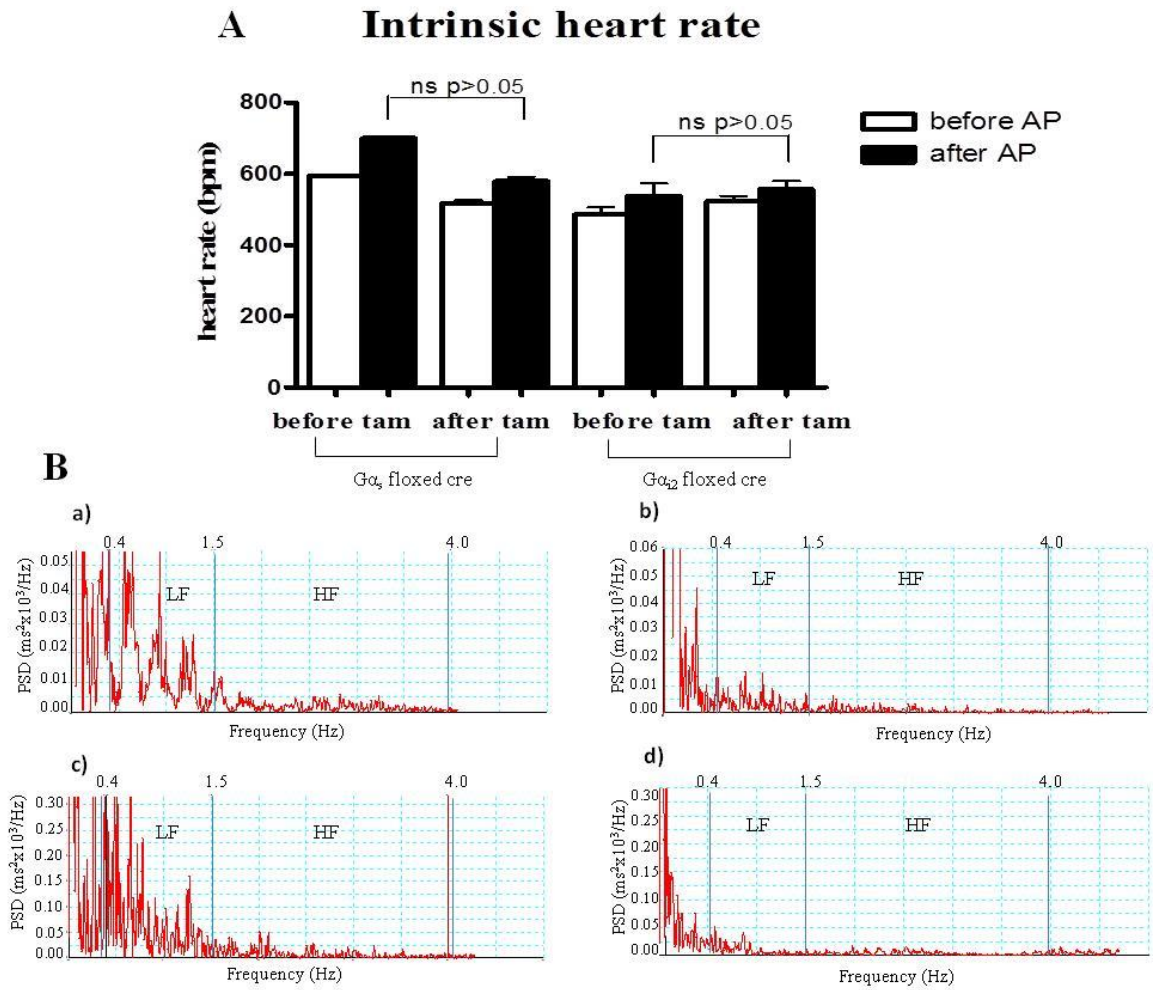 A Intrinsic heart rate
ns p>0.05
ns p>0.05
before AP
after AP
heart rate (bpm)
800
600
400
200
0
before tam after tam before tam after tam
Gαs floxed cre Gαi2 floxed cre
B
a)
0.4 1.5 4.0
PSD (ms²x10³/Hz)
0.05
0.04
0.03
0.02
0.01
0.00
LF HF
Frequency (Hz)
b)
0.4 1.5 4.0
PSD (ms²x10³/Hz)
0.06
0.05
0.04
0.03
0.02
0.01
0.00
LF HF
Frequency (Hz)
c)
0.4 1.5 4.0
PSD (ms²x10³/Hz)
0.30
0.25
0.20
0.15
0.10
0.05
0.00
LF HF
Frequency (Hz)
d)
0.4 1.5 4.0
PSD (ms²x10³/Hz)
0.30
0.25
0.20
0.15
0.10
0.05
0.00
LF HF
Frequency (Hz)